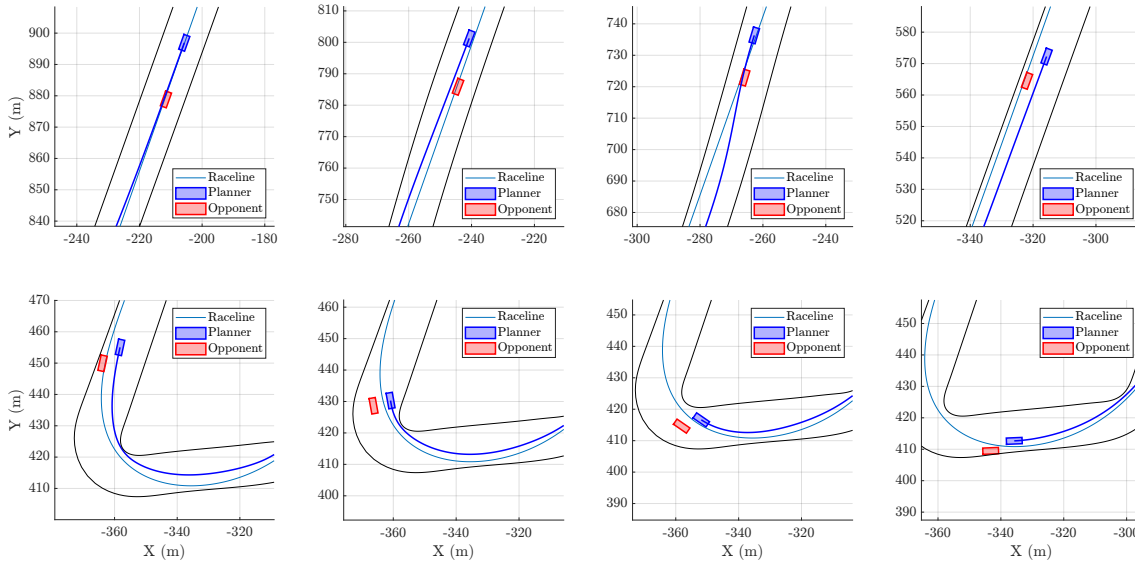 900
890
880
870
860
850
840
-240
-220
-200
-180
Y (m)
Raceline
Planner
Opponent
810
800
790
780
770
760
750
-280
-260
-240
-220
Raceline
Planner
Opponent
740
730
720
710
700
690
680
-300
-280
-260
-240
Raceline
Planner
Opponent
580
570
560
550
540
530
520
-340
-320
-300
Raceline
Planner
Opponent
470
460
450
440
430
420
410
-360
-340
-320
X (m)
Y (m)
Raceline
Planner
Opponent
460
450
440
430
420
410
400
-360
-340
-320
X (m)
Raceline
Planner
Opponent
450
440
430
420
410
400
390
-360
-340
-320
X (m)
Raceline
Planner
Opponent
450
440
430
420
410
400
390
-360
-340
-320
-300
X (m)
Raceline
Planner
Opponent